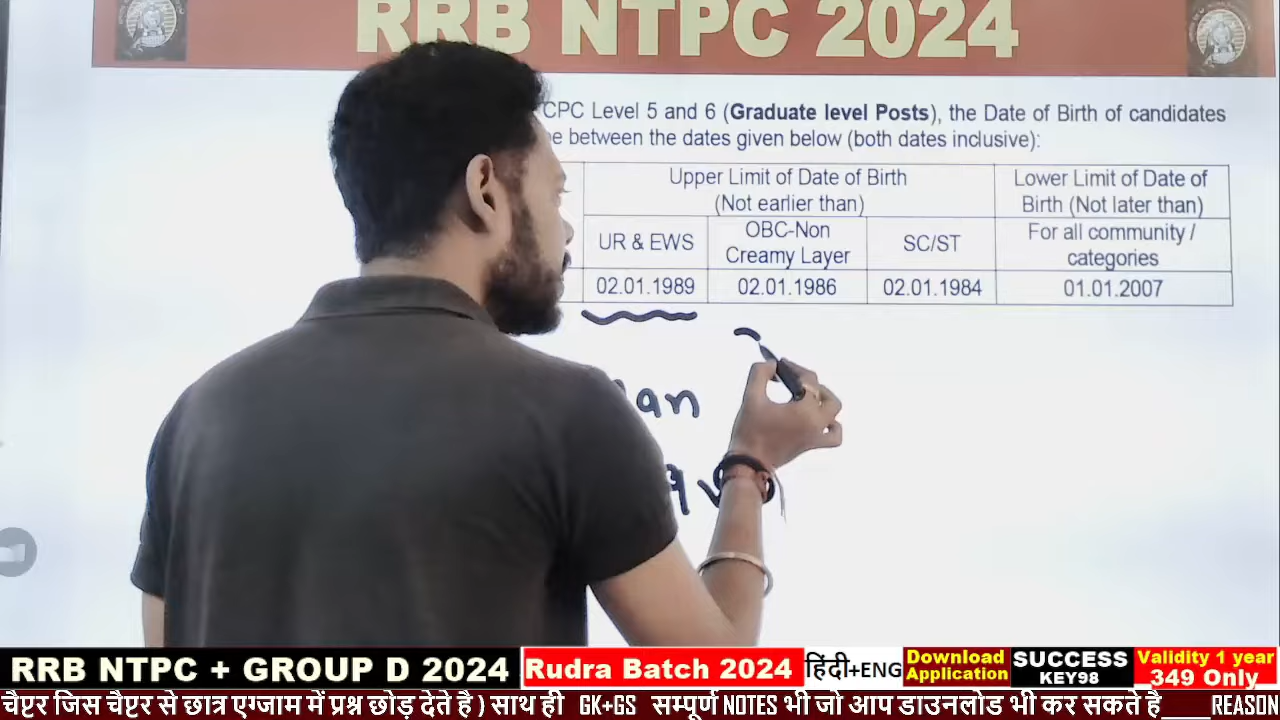 RRB NTPC 2024
CPC Level 5 and 6 (Graduate level Posts), the Date of Birth of candidates
be between the dates given below (both dates inclusive):
Upper Limit of Date of Birth
(Not earlier than)
Lower Limit of Date of
Birth (Not later than)
UR & EWS
OBC-Non
Creamy Layer
SC/ST
For all community /
categories
02.01.1989
02.01.1986
02.01.1984
01.01.2007
an
RRB NTPC + GROUP D 2024
Rudra Batch 2024
हिंदी+ENG
Download
Application
SUCCESS
KEY98
Validity 1 year
349 Only
चैप्टर जिस चैप्टर से छात्र एग्जाम में प्रश्न छोड़ देते है ) साथ ही GK+GS सम्पूर्ण NOTES भी जो आप डाउनलोड भी कर सकते है___ REASON